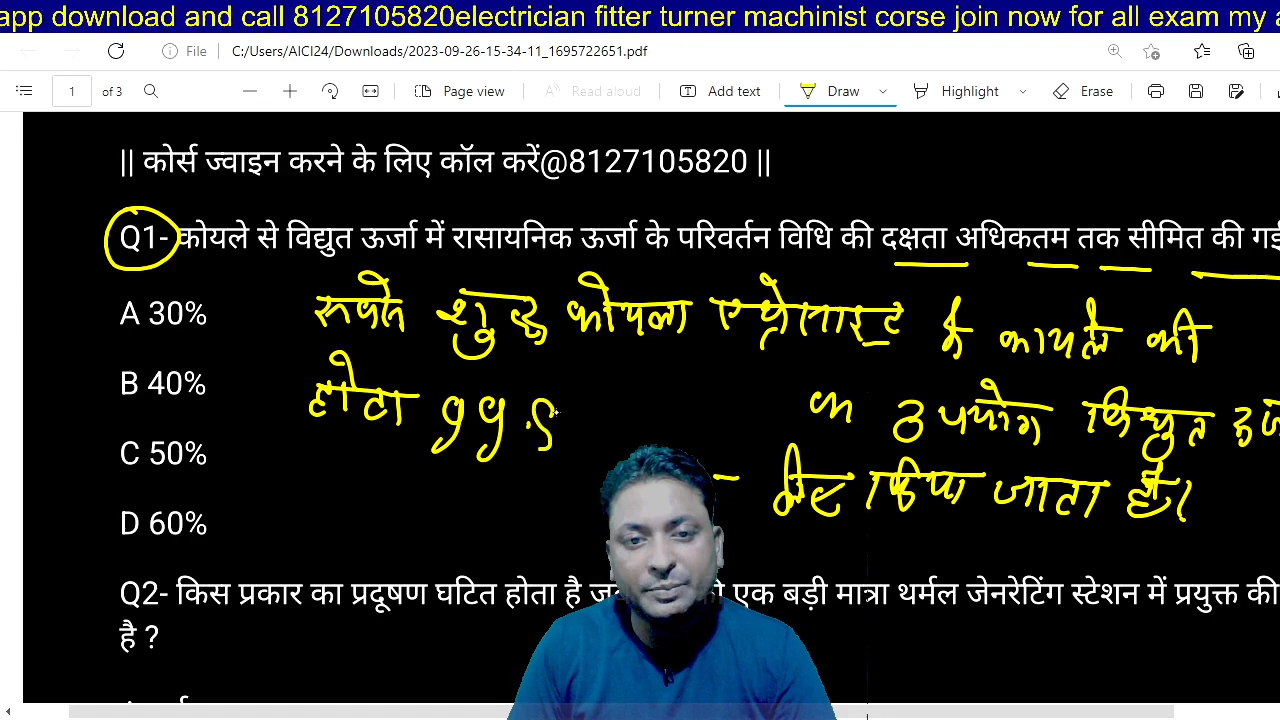 app download and call 8127105820electrician fitter turner machinist corse join now for all exam my a
File C:/Users/AICI24/Downloads/2023-09-26-15-34-11_1695722651.pdf
1 of 3 Page view Read aloud Add text Draw Highlight Erase
|| कोर्स ज्वाइन करने के लिए कॉल करें@8127105820 ||
Q1- कोयले से विद्युत ऊर्जा में रासायनिक ऊर्जा के परिवर्तन विधि की दक्षता अधिकतम तक सीमित की गई
A 30%
शुद्ध कोयला
B 40%
होता 99.
का उपयोग विधुत
C 50%
किया जाता है।
D 60%
Q2- किस प्रकार का प्रदूषण घटित होता है एक बड़ी मात्रा थर्मल जेनरेटिंग स्टेशन में प्रयुक्त की
है ?